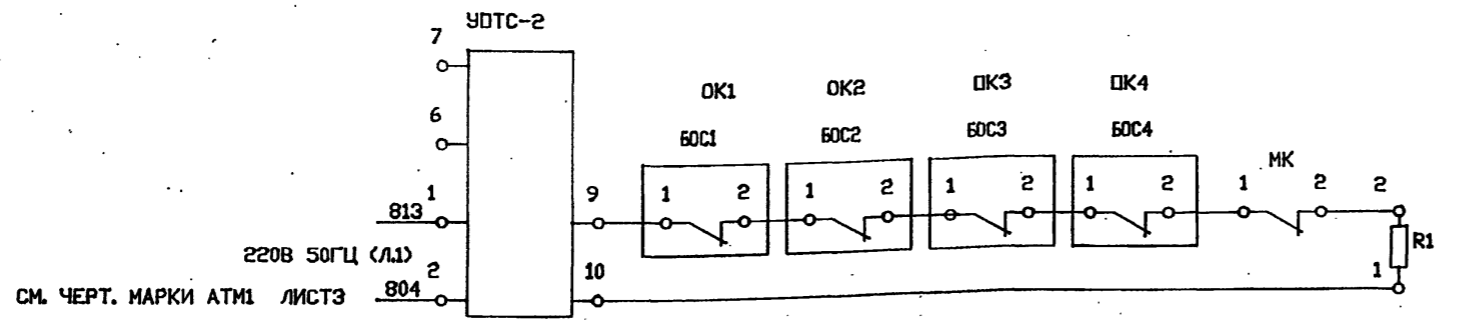 УОТС-2
7
6
ОК1 ОК2 ОК3 ОК4
БОС1 БОС2 БОС3 БОС4
МК
813 1
9
1 2 1 2 1 2 1 2 1 2 2
220В 50ГЦ (Л.1)
R1
СМ. ЧЕРТ. МАРКИ АТМ1 ЛИСТ3 804 2
10
1